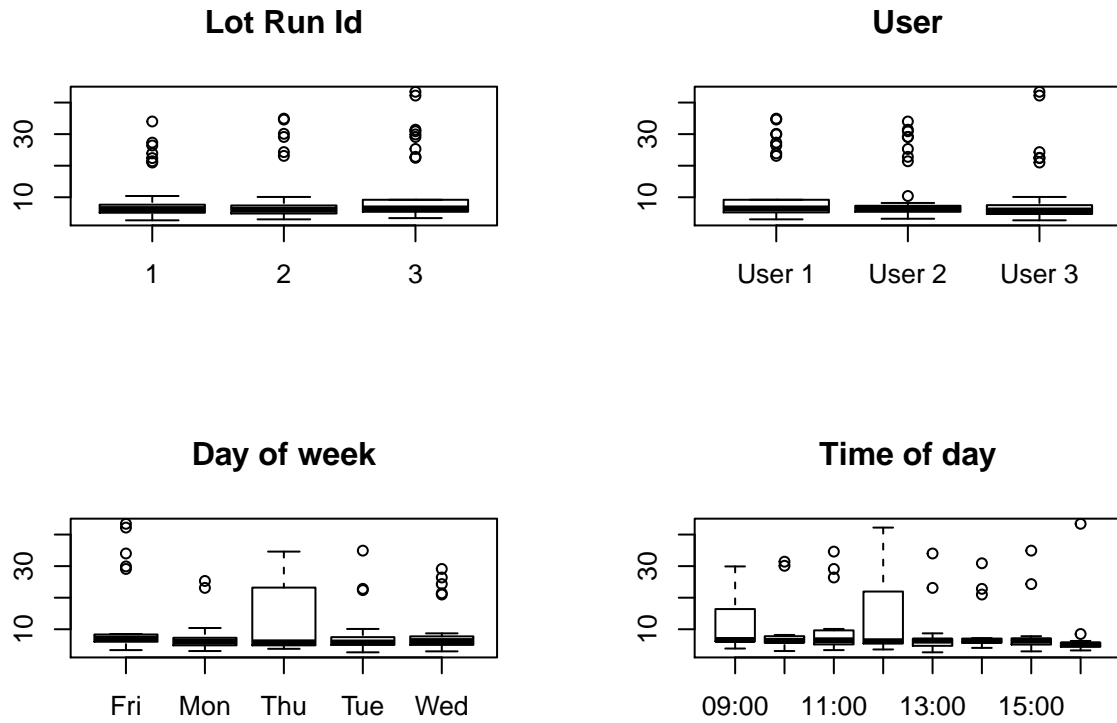 Lot Run Id
30
10
1 2 3
User
30
10
User 1 User 2 User 3
Day of week
30
10
Fri Mon Thu Tue Wed
Time of day
30
10
09:00 11:00 13:00 15:00